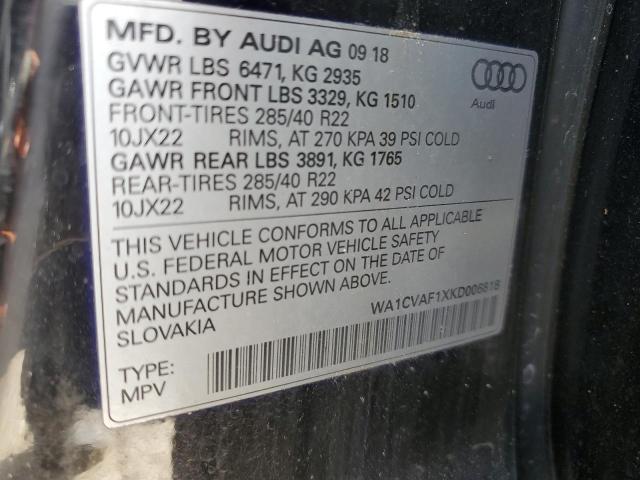 MFD. BY AUDI AG 09 18
GVWR LBS 6471, KG 2935
GAWR FRONT LBS 3329, KG 1510
FRONT-TIRES 285/40 R22
10JX22 RIMS, AT 270 KPA 39 PSI COLD
GAWR REAR LBS 3891, KG 1765
REAR-TIRES 285/40 R22
10JX22 RIMS, AT 290 KPA 42 PSI COLD
Audi
THIS VEHICLE CONFORMS TO ALL APPLICABLE
U.S. FEDERAL MOTOR VEHICLE SAFETY
STANDARDS IN EFFECT ON THE DATE OF
MANUFACTURE SHOWN ABOVE.
SLOVAKIA
WA1CVAF1XKD006818
TYPE:
MPV